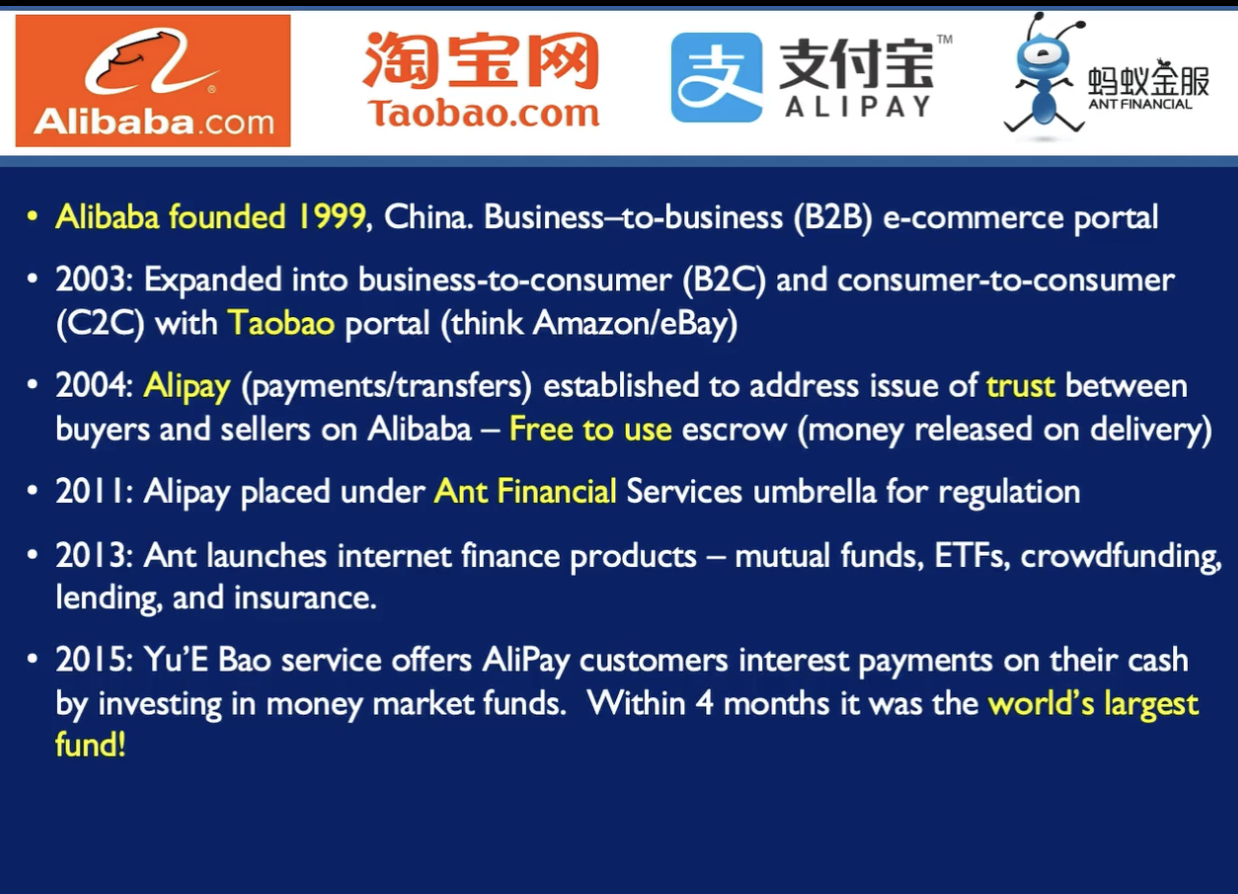 Alibaba.com
®
淘宝网
Taobao.com
支
支付宝™
ALIPAY
蚂蚁金服
ANT FINANCIAL
• Alibaba founded 1999, China. Business–to-business (B2B) e-commerce portal
• 2003: Expanded into business-to-consumer (B2C) and consumer-to-consumer
(C2C) with Taobao portal (think Amazon/eBay)
• 2004: Alipay (payments/transfers) established to address issue of trust between
buyers and sellers on Alibaba – Free to use escrow (money released on delivery)
• 2011: Alipay placed under Ant Financial Services umbrella for regulation
• 2013: Ant launches internet finance products – mutual funds, ETFs, crowdfunding,
lending, and insurance.
• 2015: Yu'E Bao service offers AliPay customers interest payments on their cash
by investing in money market funds.  Within 4 months it was the world's largest
fund!